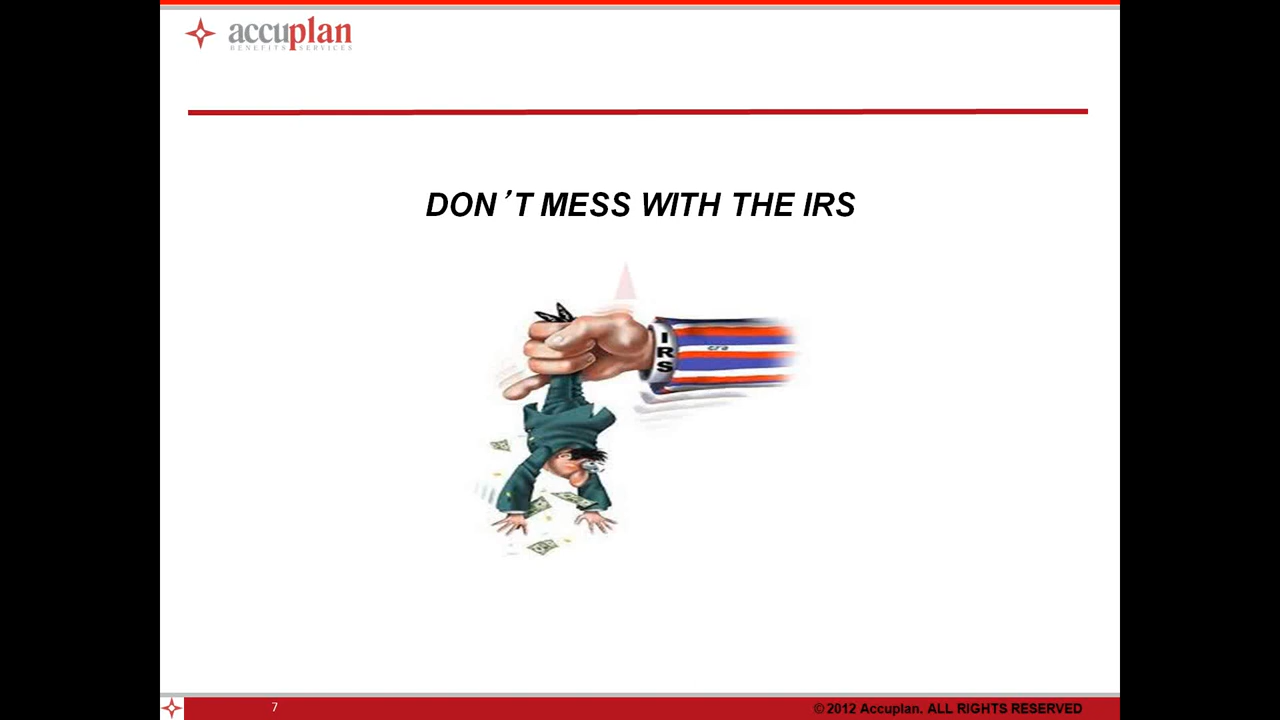 accuplan
BENEFITS SERVICES
DON´T MESS WITH THE IRS
IRS
7
© 2012 Accuplan. ALL RIGHTS RESERVED